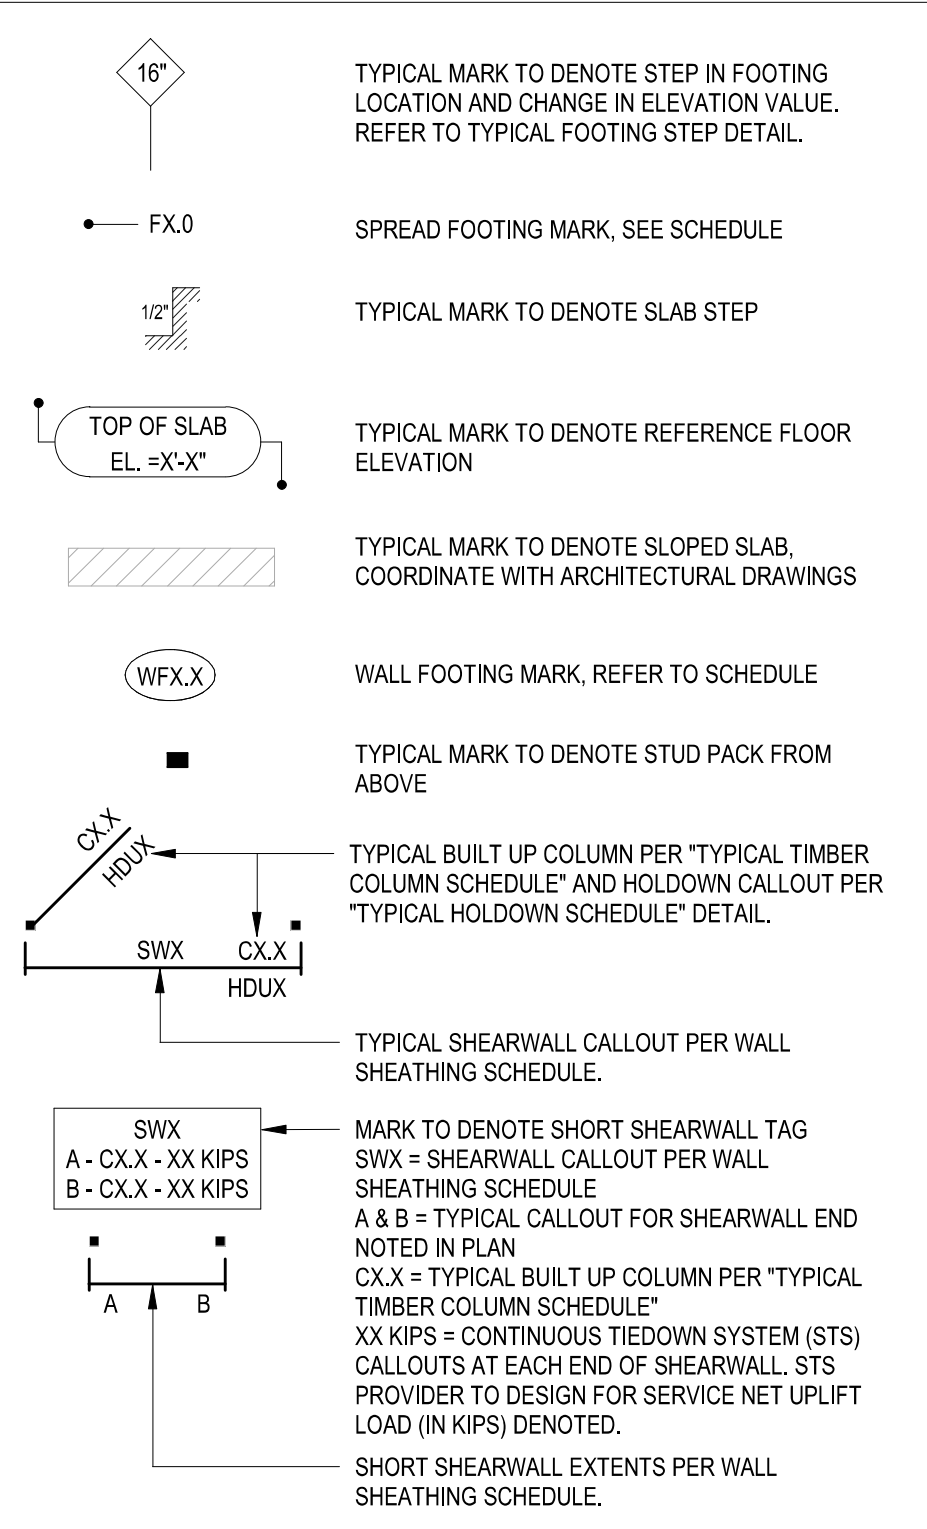 16"
TYPICAL MARK TO DENOTE STEP IN FOOTING
LOCATION AND CHANGE IN ELEVATION VALUE.
REFER TO TYPICAL FOOTING STEP DETAIL.
FX.0
SPREAD FOOTING MARK, SEE SCHEDULE
1/2"
TYPICAL MARK TO DENOTE SLAB STEP
TOP OF SLAB
EL. =X'-X"
TYPICAL MARK TO DENOTE REFERENCE FLOOR
ELEVATION
TYPICAL MARK TO DENOTE SLOPED SLAB,
COORDINATE WITH ARCHITECTURAL DRAWINGS
WFX.X
WALL FOOTING MARK, REFER TO SCHEDULE
TYPICAL MARK TO DENOTE STUD PACK FROM
ABOVE
CX.X
HDUX
TYPICAL BUILT UP COLUMN PER "TYPICAL TIMBER
COLUMN SCHEDULE" AND HOLDOWN CALLOUT PER
"TYPICAL HOLDOWN SCHEDULE" DETAIL.
SWX
CX.X
HDUX
TYPICAL SHEARWALL CALLOUT PER WALL
SHEATHING SCHEDULE.
SWX
A - CX.X - XX KIPS
B - CX.X - XX KIPS
MARK TO DENOTE SHORT SHEARWALL TAG
SWX = SHEARWALL CALLOUT PER WALL
SHEATHING SCHEDULE
A & B = TYPICAL CALLOUT FOR SHEARWALL END
NOTED IN PLAN
CX.X = TYPICAL BUILT UP COLUMN PER "TYPICAL
TIMBER COLUMN SCHEDULE"
XX KIPS = CONTINUOUS TIEDOWN SYSTEM (STS)
CALLOUTS AT EACH END OF SHEARWALL. STS
PROVIDER TO DESIGN FOR SERVICE NET UPLIFT
LOAD (IN KIPS) DENOTED.
A
B
SHORT SHEARWALL EXTENTS PER WALL
SHEATHING SCHEDULE.